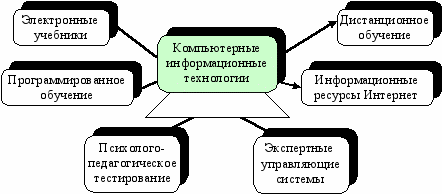 Электронные
учебники
Компьютерные
информационные
технологии
Дистанционное
обучение
Программированное
обучение
Информационные
ресурсы Интернет
Психолого-
педагогическое
тестирование
Экспертные
управляющие
системы